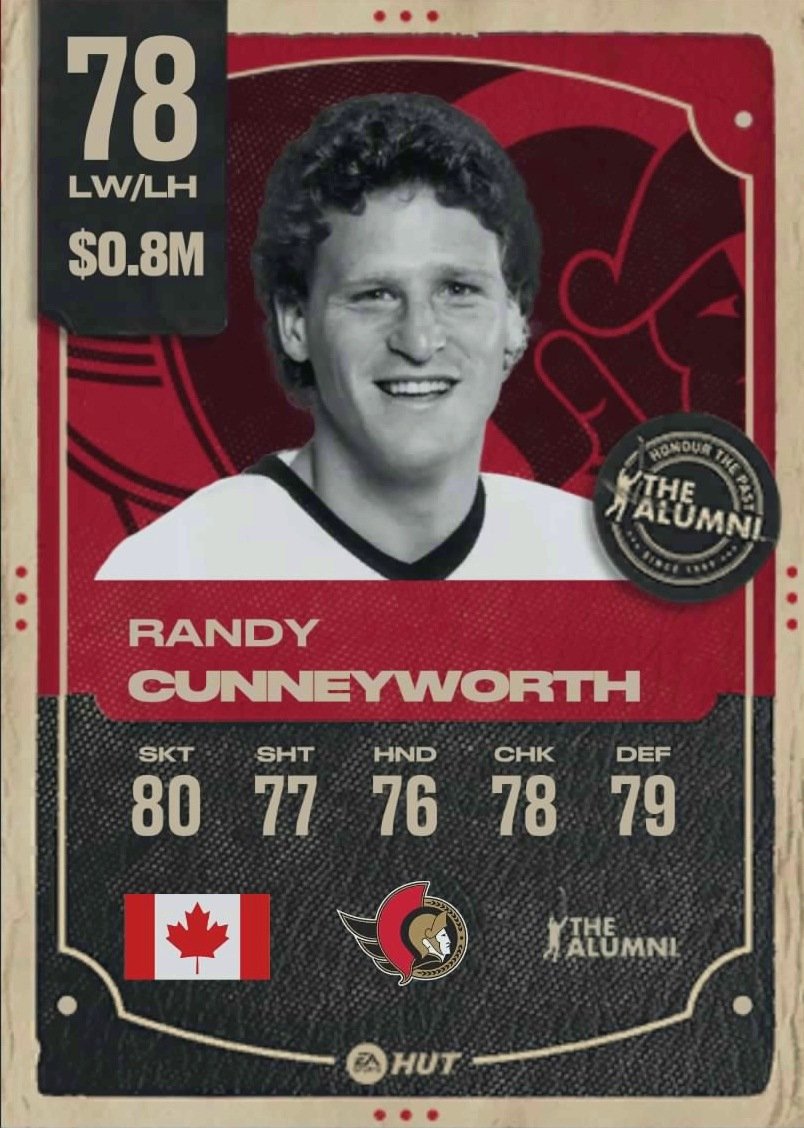 78
LW/LH
$0.8M
HONOUR THE PAST
THE
ALUMNI
RANDY
CUNNEYWORTH
SKT SHT HND CHK DEF
80 77 76 78 79
THE
ALUMNI
EA HUT